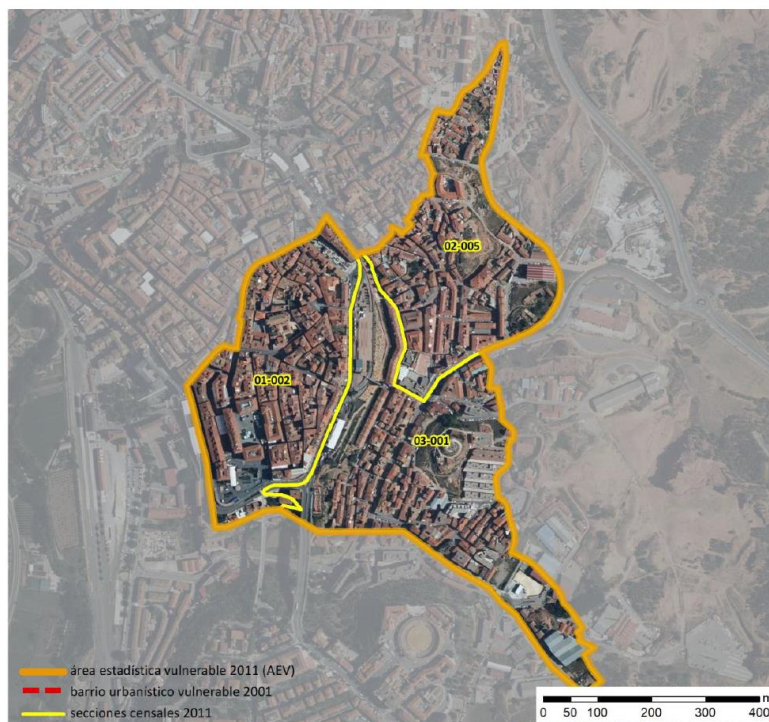 02-005
01-002
03-001
área estadística vulnerable 2011 (AEV)
barrio urbanístico vulnerable 2001
secciones censales 2011
m
0 50 100 200 300 400